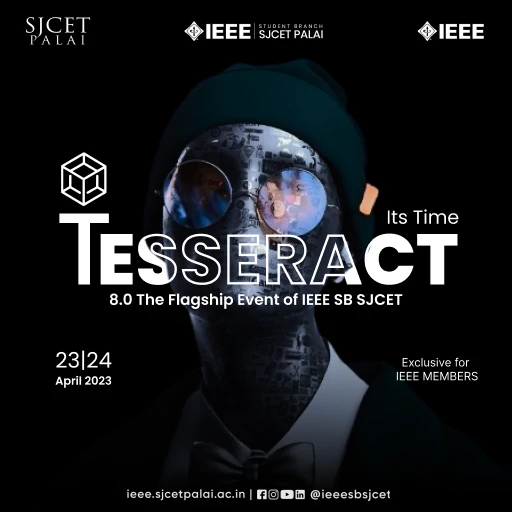 SJCET
PALAI
IEEE
STUDENT BRANCH
SJCET PALAI
IEEE
Its Time
TESSERACT
8.0 The Flagship Event of IEEE SB SJCET
23|24
April 2023
Exclusive for
IEEE MEMBERS
ieee.sjcetpalai.ac.in | @ieeesbsjcet